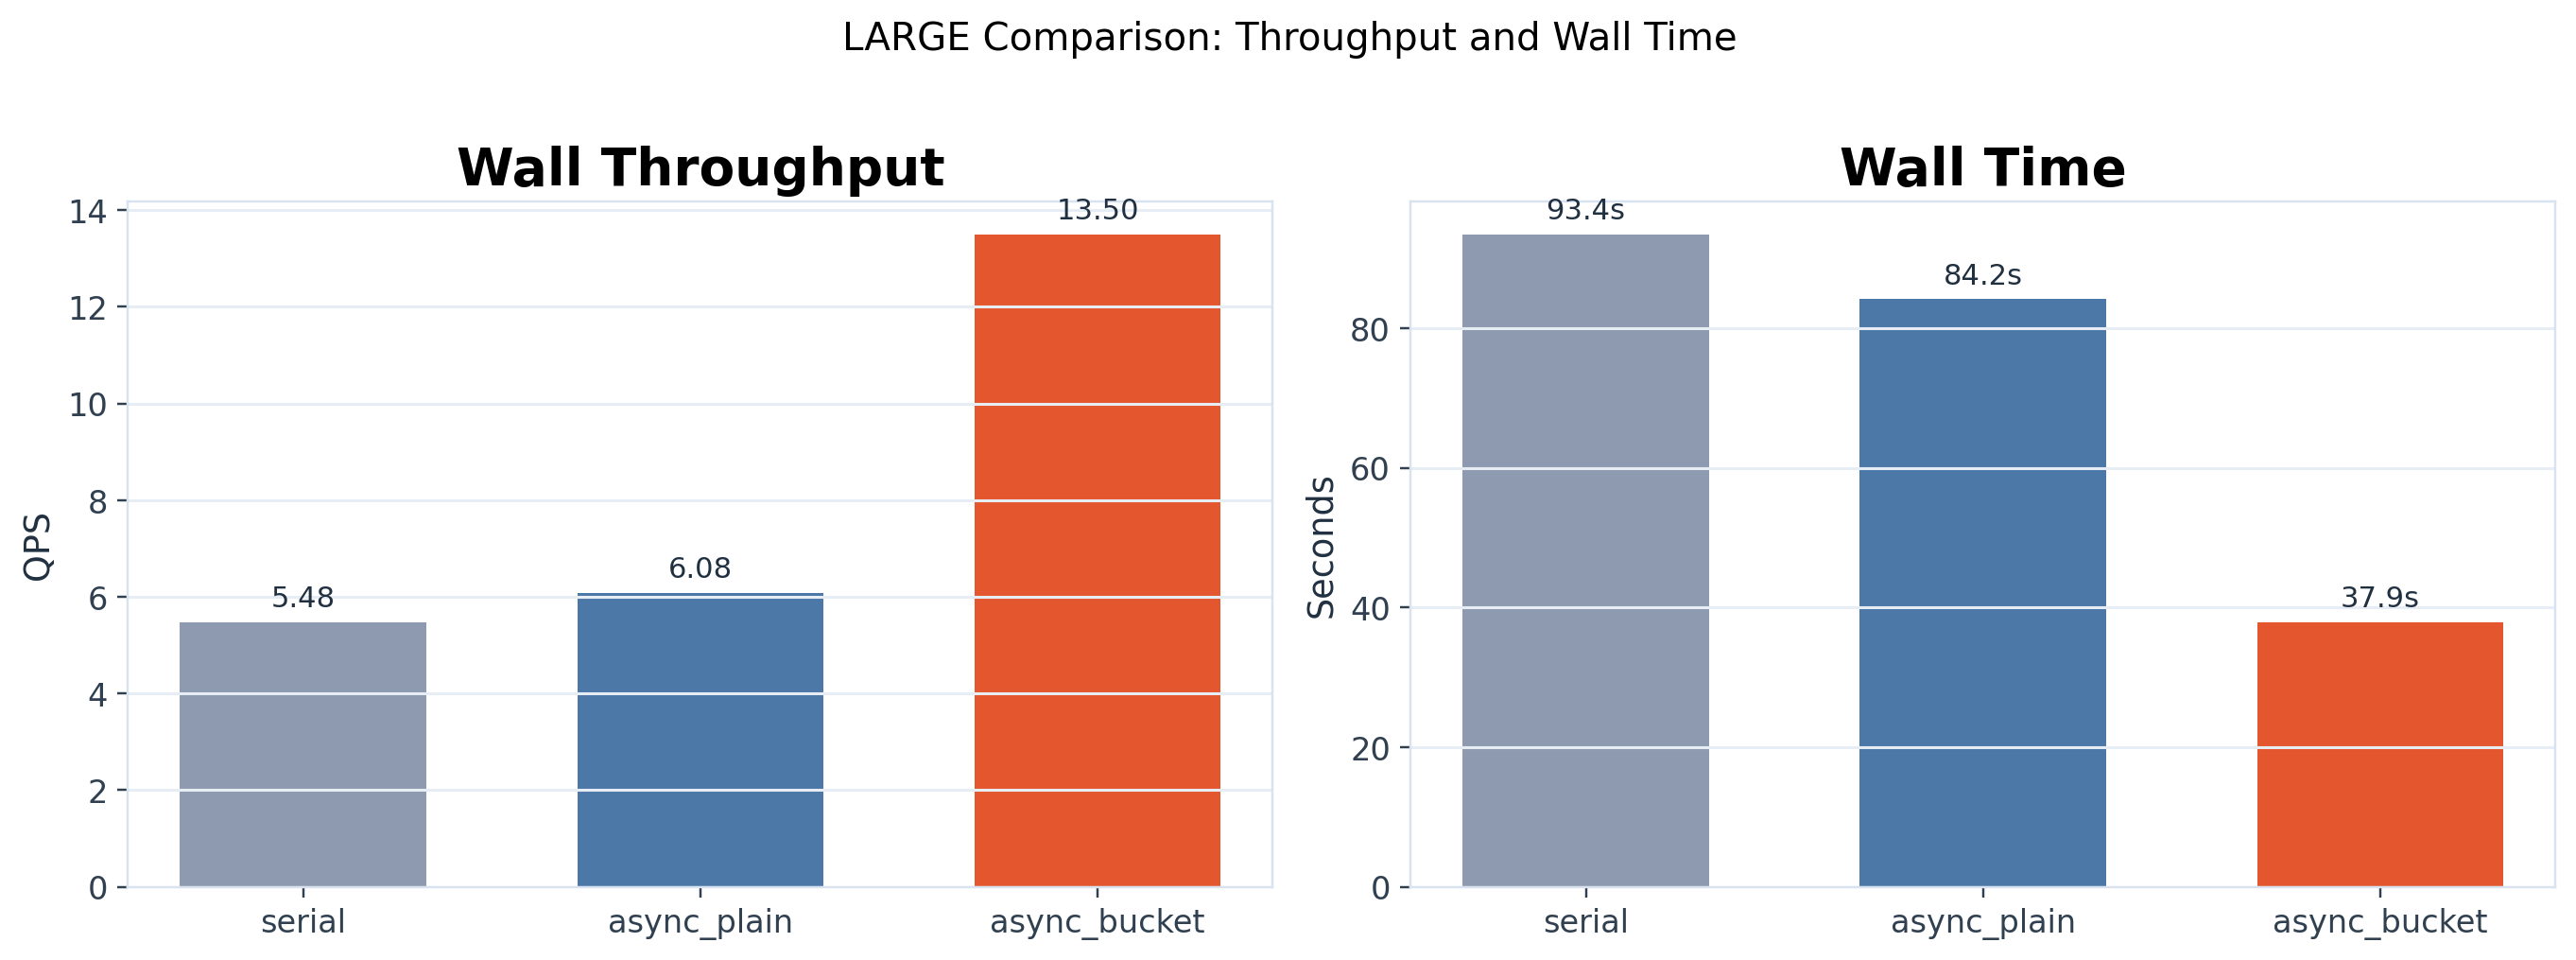 LARGE Comparison: Throughput and Wall Time
Wall Throughput
QPS
14
12
10
8
6
4
2
0
5.48
6.08
13.50
serial
async_plain
async_bucket
Wall Time
Seconds
80
60
40
20
0
93.4s
84.2s
37.9s
serial
async_plain
async_bucket